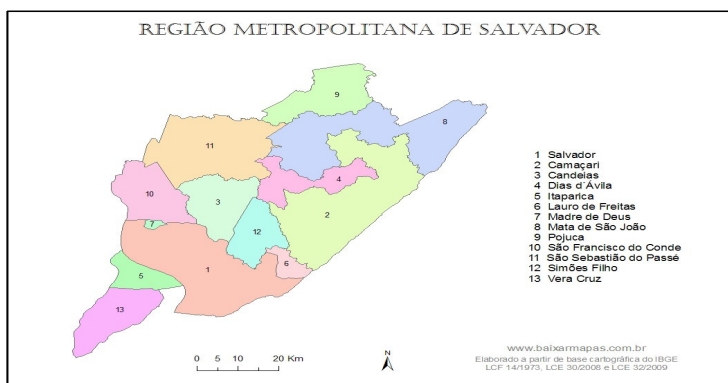 REGIÃO METROPOLITANA DE SALVADOR
9
8
11
4
10
3
2
7
12
6
1
5
13
1 Salvador
2 Camaçari
3 Candeias
4 Dias d´Ávila
5 Itaparica
6 Lauro de Freitas
7 Madre de Deus
8 Mata de São João
9 Pojuca
10 São Francisco do Conde
11 São Sebastião do Passé
12 Simões Filho
13 Vera Cruz
0 5 10 20 Km
N
www.baixarmapas.com.br
Elaborado a partir de base cartográfica do IBGE
LCF 14/1973, LCE 30/2008 e LCE 32/2009